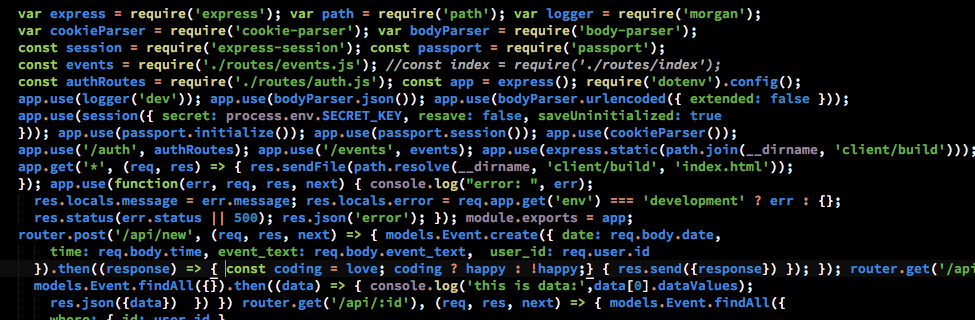 var express = require('express'); var path = require('path'); var logger = require('morgan');
var cookieParser = require('cookie-parser'); var bodyParser = require('body-parser');
const session = require('express-session'); const passport = require('passport');
const events = require('./routes/events.js'); //const index = require('./routes/index');
const authRoutes = require('./routes/auth.js'); const app = express(); require('dotenv').config();
app.use(logger('dev')); app.use(bodyParser.json()); app.use(bodyParser.urlencoded({ extended: false }));
app.use(session({ secret: process.env.SECRET_KEY, resave: false, saveUninitialized: true
})); app.use(passport.initialize()); app.use(passport.session()); app.use(cookieParser());
app.use('/auth', authRoutes); app.use('/events', events); app.use(express.static(path.join(__dirname, 'client/build')));
app.get('*', (req, res) => { res.sendFile(path.resolve(__dirname, 'client/build', 'index.html'));
}); app.use(function(err, req, res, next) { console.log("error: ", err);
res.locals.message = err.message; res.locals.error = req.app.get('env') === 'development' ? err : {};
res.status(err.status || 500); res.json('error'); }); module.exports = app;
router.post('/api/new', (req, res, next) => { models.Event.create({ date: req.body.date,
time: req.body.time, event_text: req.body.event_text, user_id: req.user.id
}).then((response) => { const coding = love; coding ? happy : !happy;} { res.send({response}) }); }); router.get('/api
models.Event.findAll({}).then((data) => { console.log('this is data:',data[0].dataValues);
res.json({data}) }) }) router.get('/api/:id'), (req, res, next) => { models.Event.findAll({
where: { id: user_id }